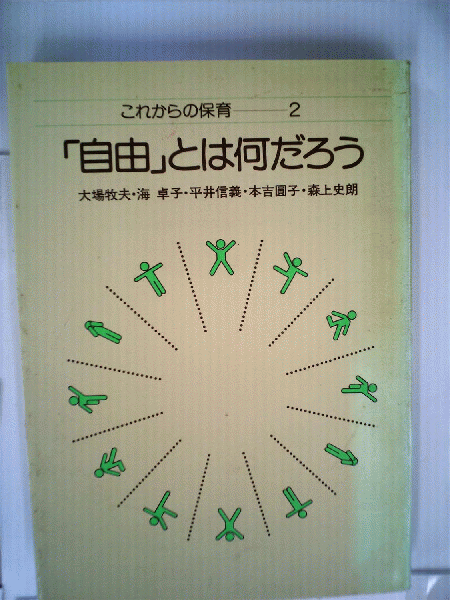 これからの保育――2
「自由」とは何だろう
大場牧夫・海 卓子・平井信義・本吉圓子・森上史朗